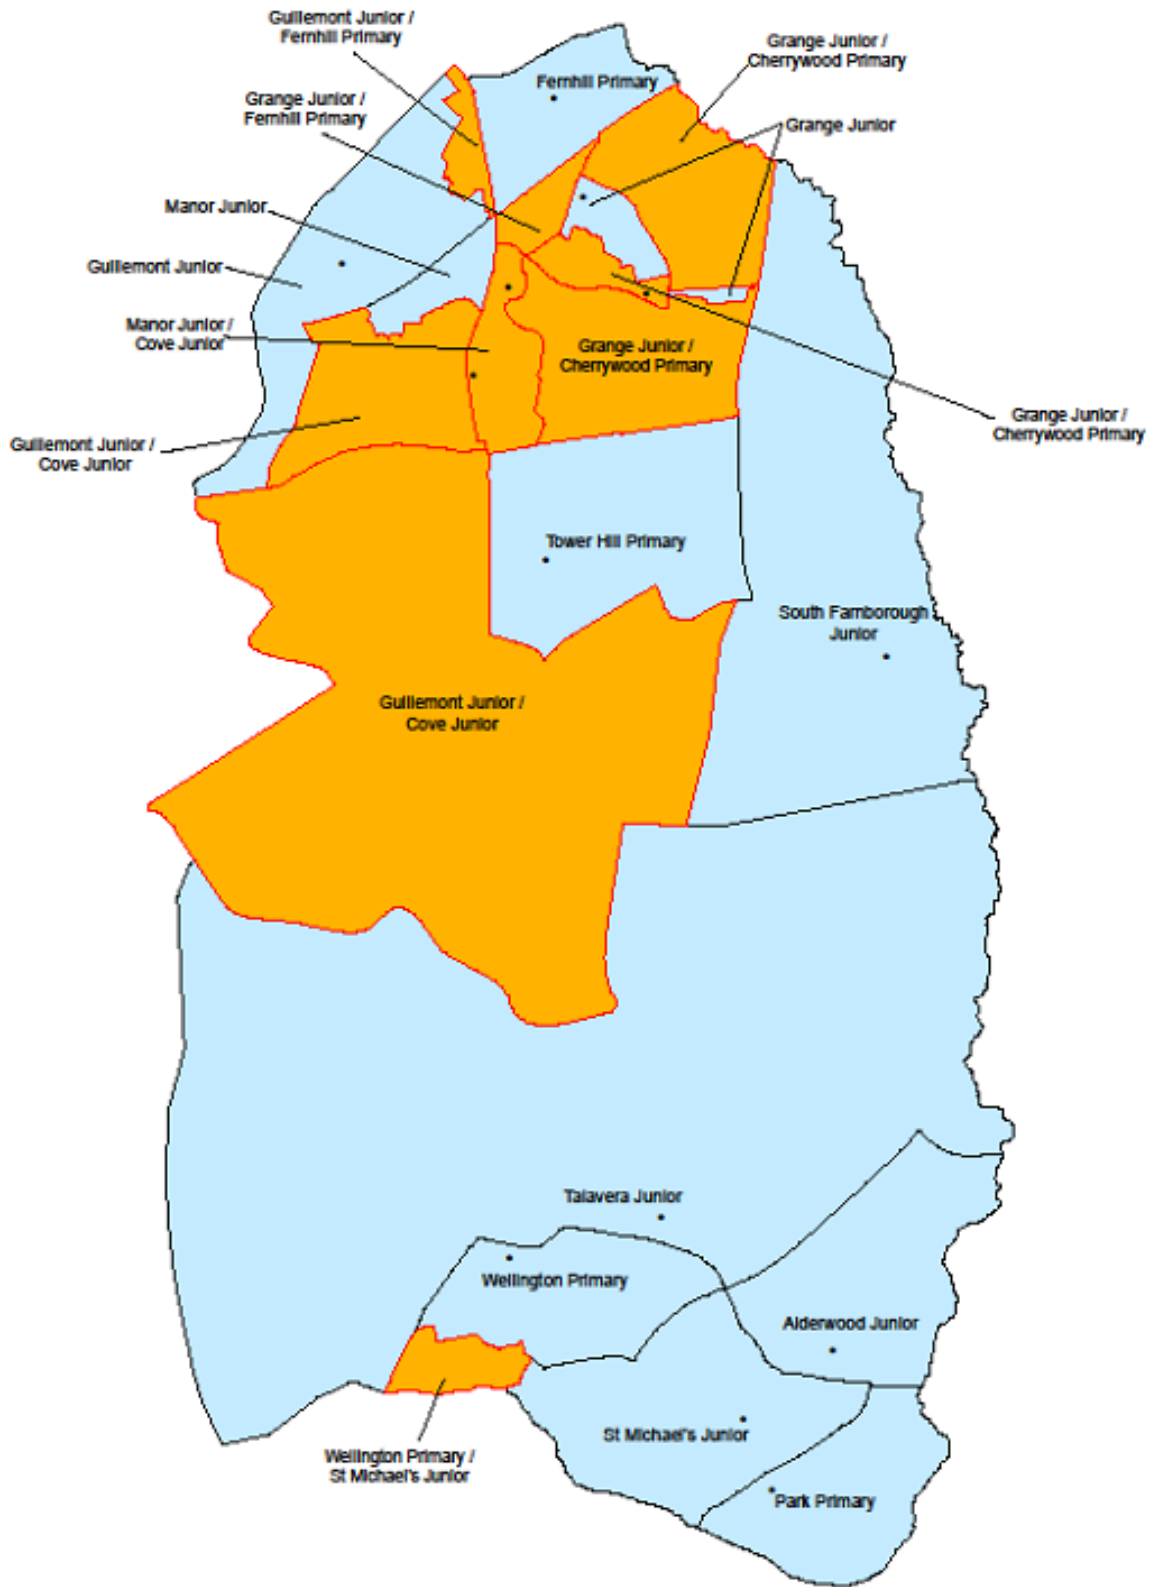 Guillemont Junior /
Fernhill Primary
Grange Junior /
Cherrywood Primary
Fernhill Primary
Grange Junior /
Fernhill Primary
Grange Junior
Manor Junior
Guillemont Junior
Manor Junior /
Cove Junior
Grange Junior /
Cherrywood Primary
Grange Junior /
Cherrywood Primary
Guillemont Junior /
Cove Junior
Tower Hill Primary
South Farnborough
Junior
Guillemont Junior /
Cove Junior
Talavera Junior
Wellington Primary
Alderwood Junior
St Michael's Junior
Wellington Primary /
St Michael's Junior
Park Primary